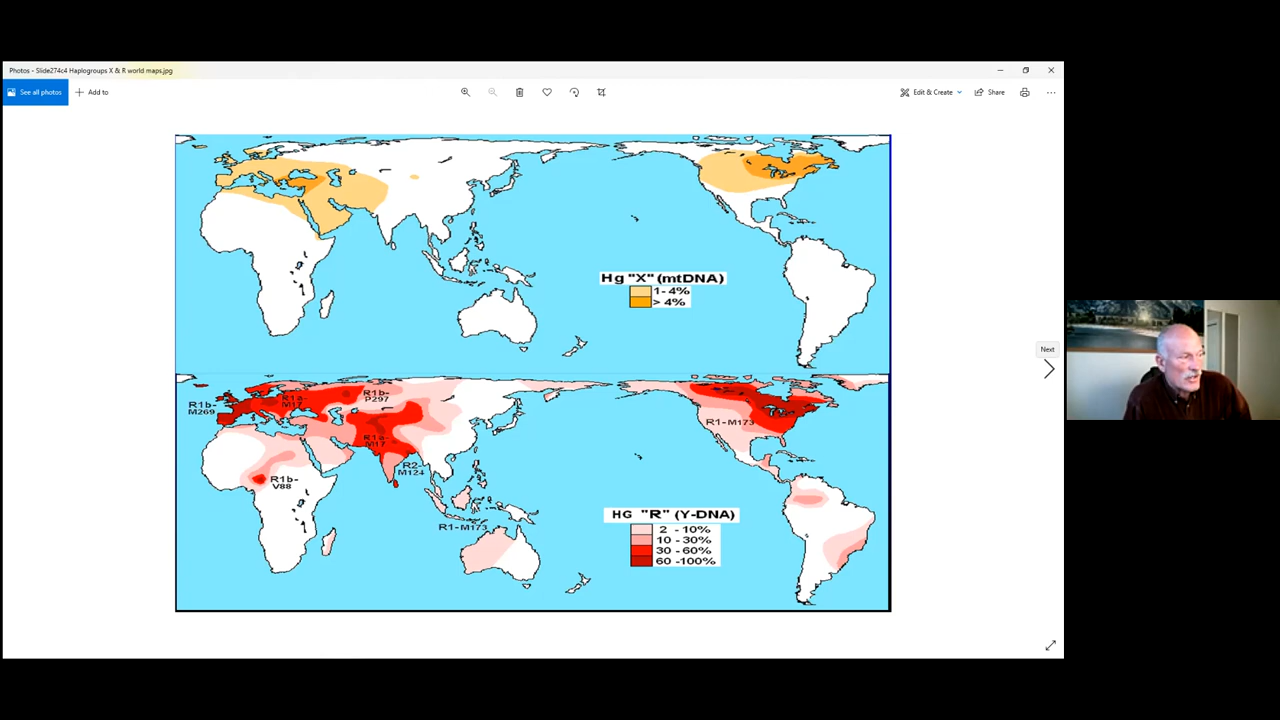 Photos - Slide274c4 Haplogroups X & R world maps.jpg
See all photos
Add to
Edit & Create
Share
Hg "X" (mtDNA)
1- 4%
> 4%
Next
R1b-
M269
R1a-
M17
R1b-
P297
R1-M173
R1a-
M17
R2-
M124
R1b-
V88
R1-M173
HG "R" (Y-DNA)
2 - 10%
10 - 30%
30 - 60%
60 -100%